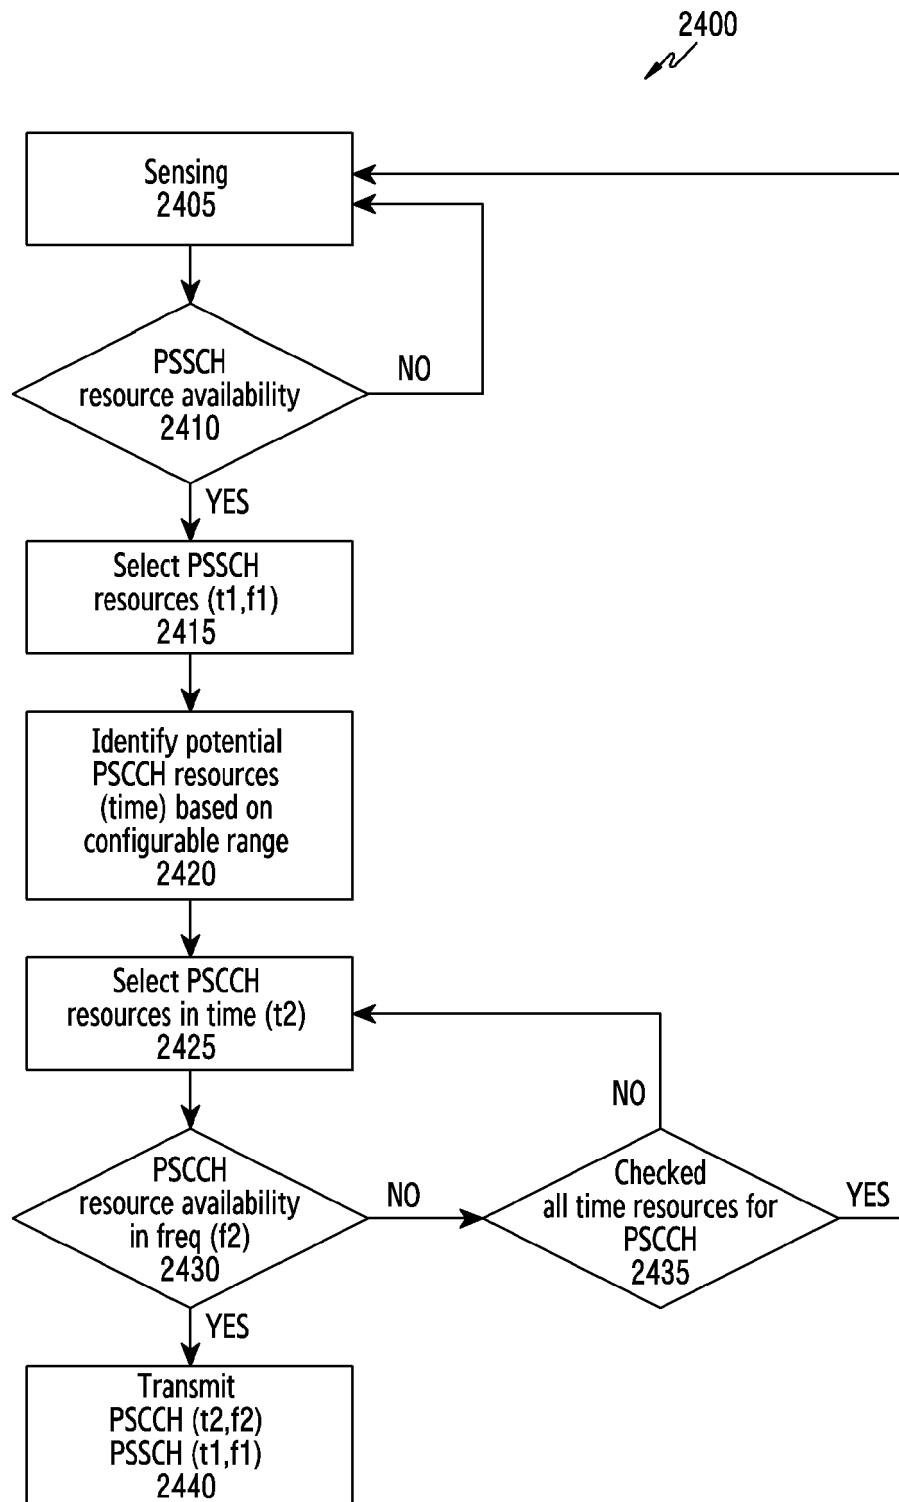 2400
Sensing
2405
PSSCH
resource availability
2410
NO
YES
Select PSSCH
resources (t1,f1)
2415
Identify potential
PSCCH resources
(time) based on
configurable range
2420
Select PSCCH
resources in time (t2)
2425
NO
PSCCH
resource availability
in freq (f2)
2430
NO
Checked
all time resources for
PSCCH
2435
YES
YES
Transmit
PSCCH (t2,f2)
PSSCH (t1,f1)
2440